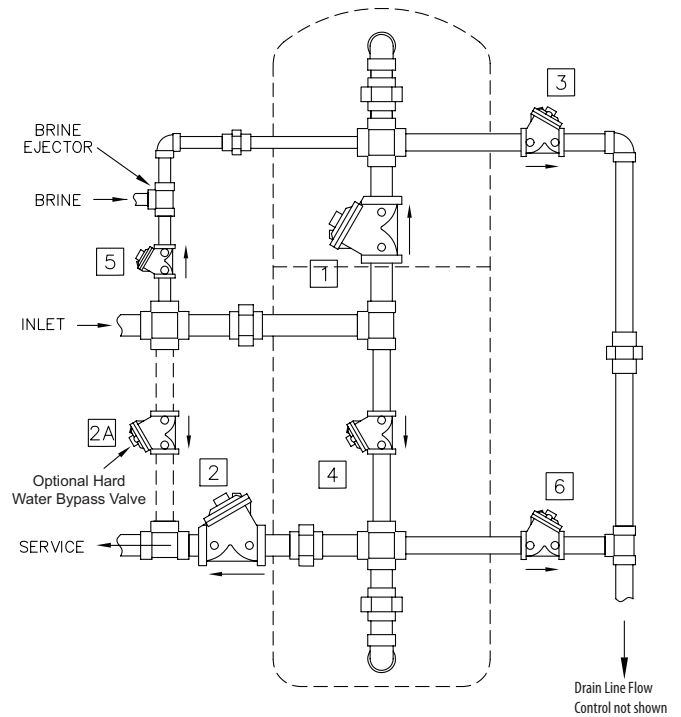 3
BRINE
EJECTOR
BRINE
5
1
INLET
2A
Optional Hard
Water Bypass Valve
2
4
6
SERVICE
Drain Line Flow
Control not shown